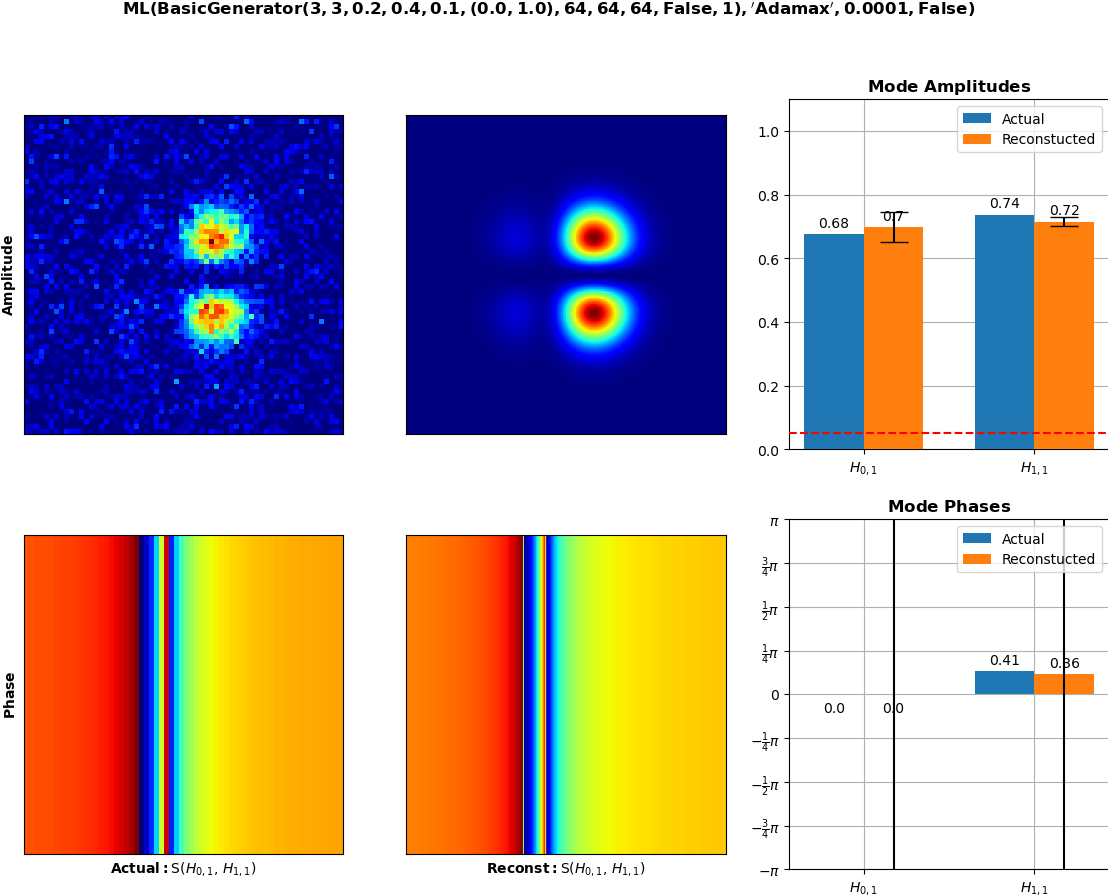 ML(BasicGenerator(3, 3, 0.2, 0.4, 0.1, (0.0, 1.0), 64, 64, 64, False, 1), ′Adamax′, 0.0001, False)
Amplitude
Mode Amplitudes
Actual
Reconstucted
1.0
0.8
0.6
0.4
0.2
0.0
0.68
0.7
0.74
0.72
H0, 1
H1, 1
Phase
Actual: S(H0, 1, H1, 1)
Reconst: S(H0, 1, H1, 1)
Mode Phases
Actual
Reconstucted
π
3/4π
1/2π
1/4π
0
−1/4π
−1/2π
−3/4π
−π
0.0
0.0
0.41
0.36
H0, 1
H1, 1